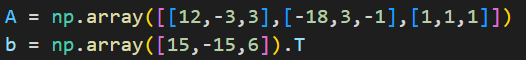 A = np.array([[12,-3,3],[-18,3,-1],[1,1,1]])
b = np.array([15,-15,6]).T